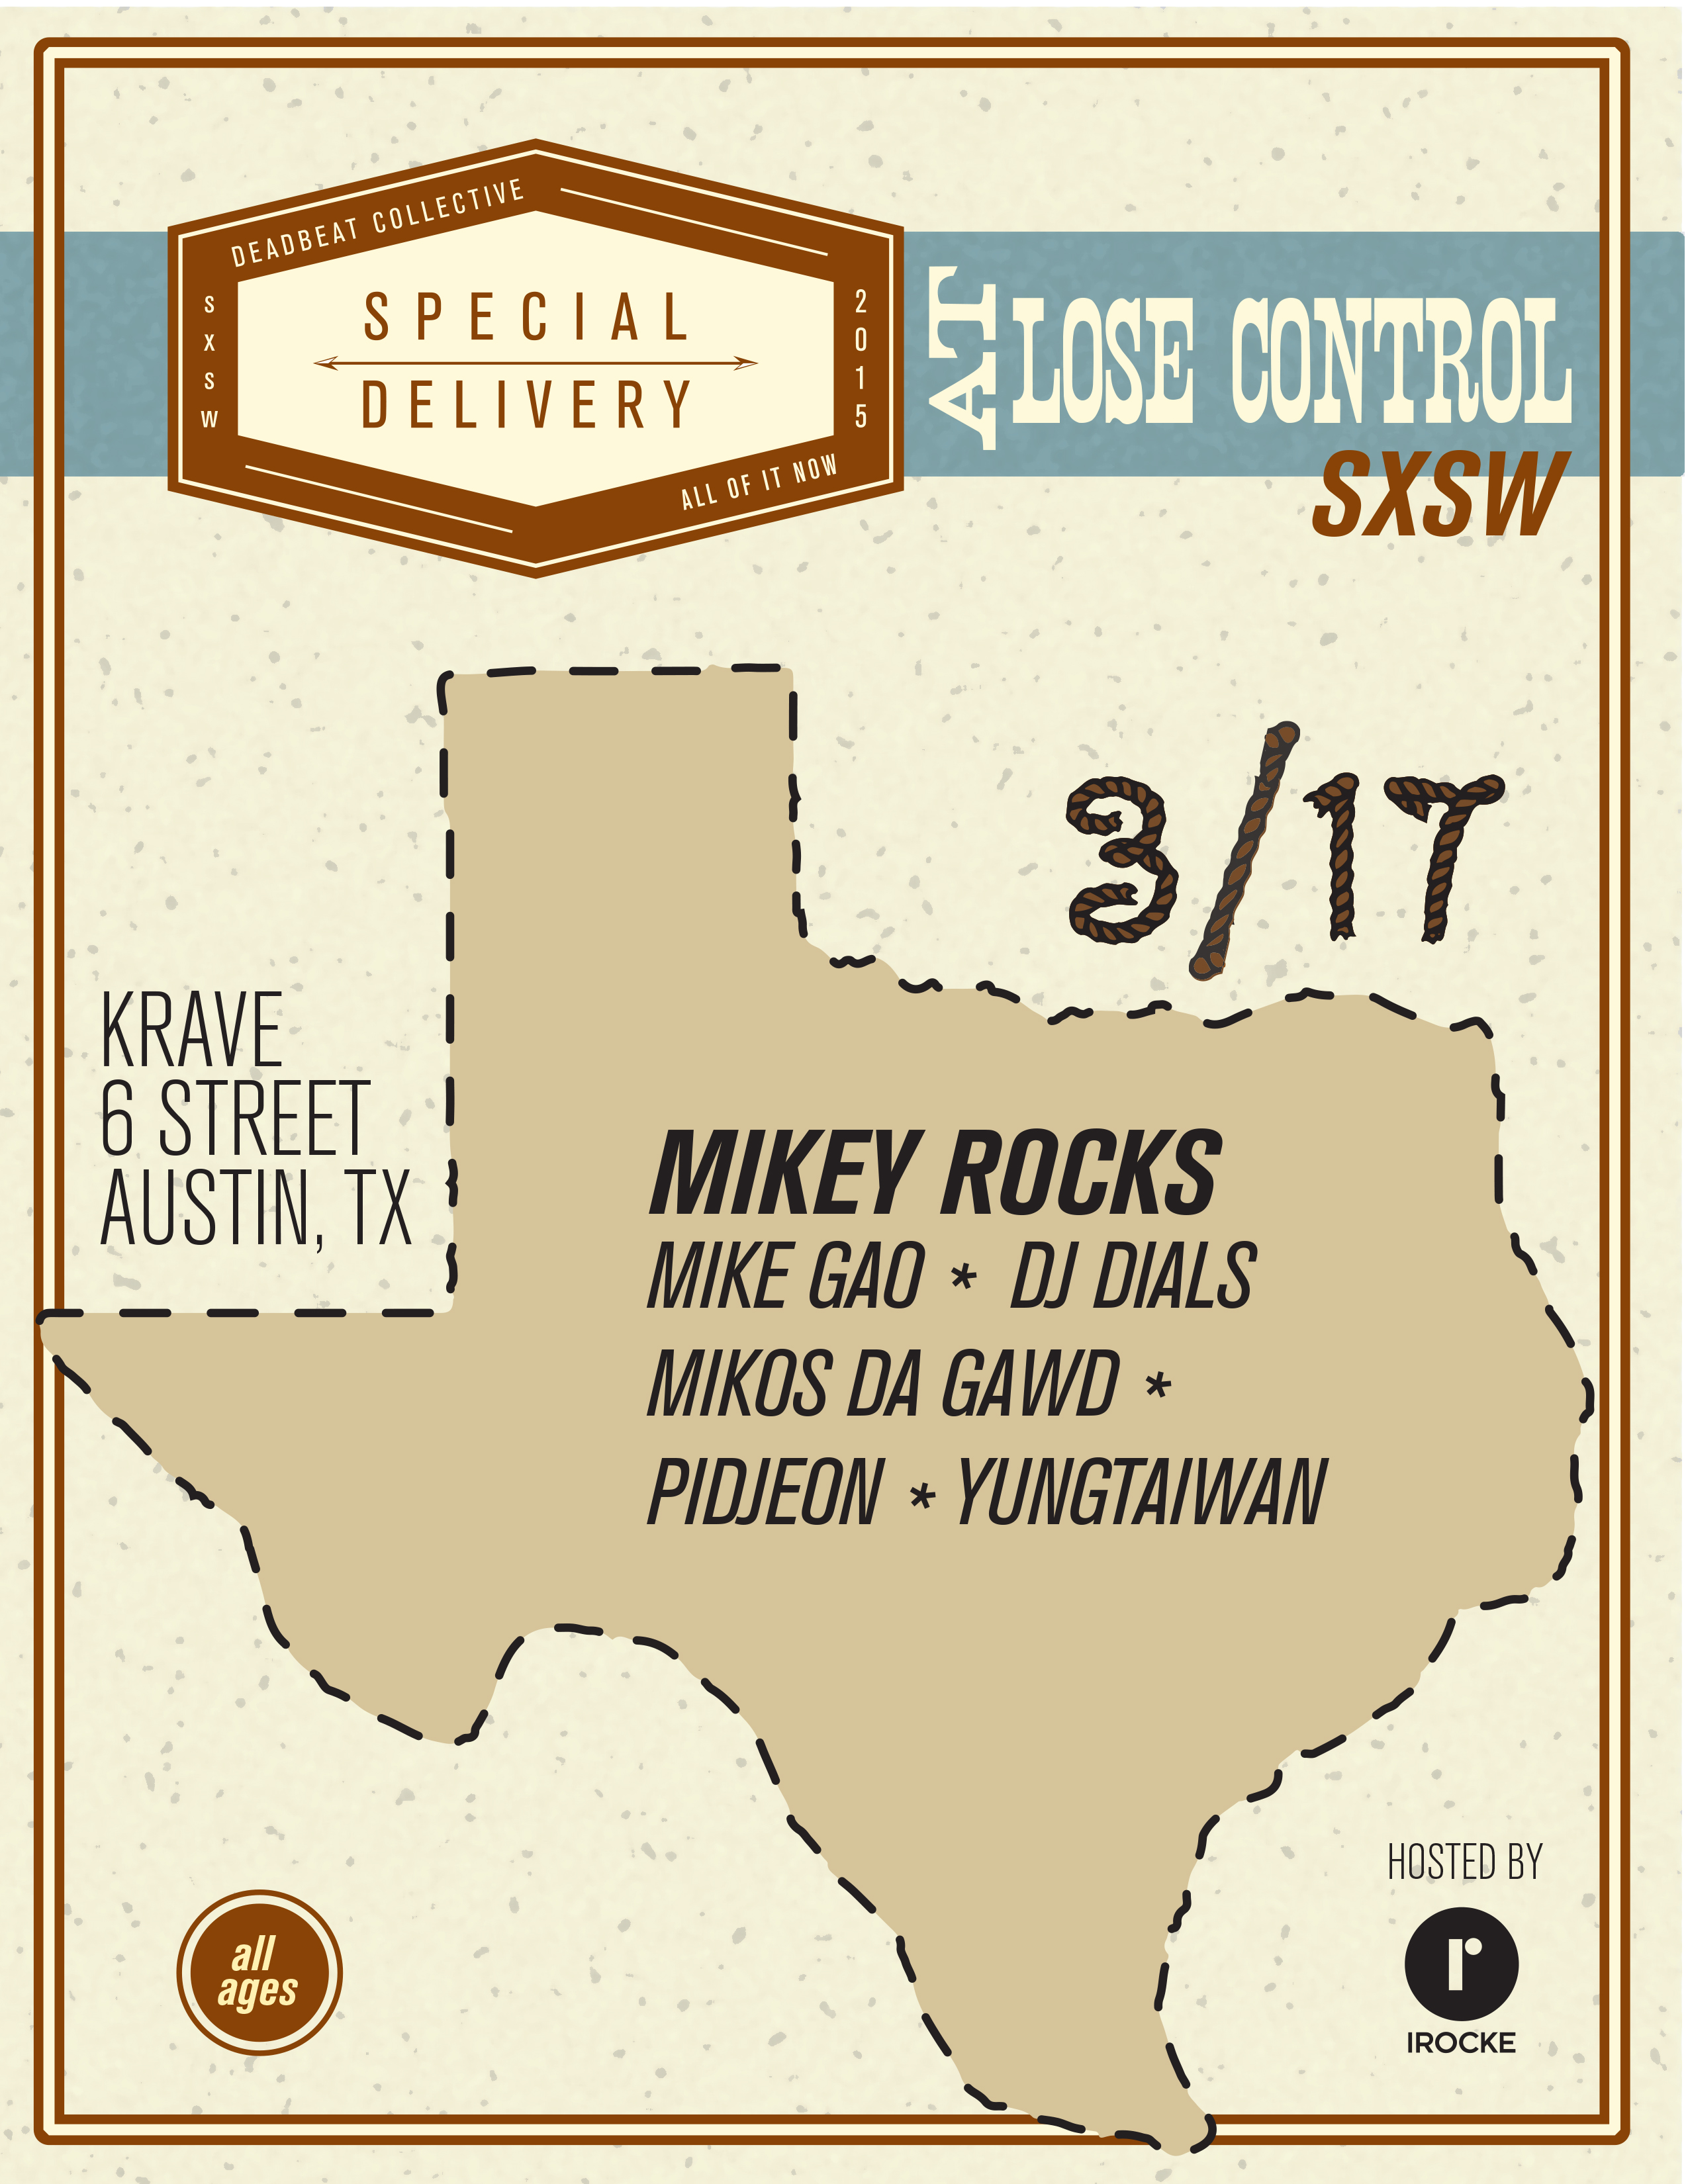 DEADBEAT COLLECTIVE
SXSW
SPECIAL
DELIVERY
2015
ALL OF IT NOW
AT
LOSE CONTROL
SXSW
3/17
KRAVE
6 STREET
AUSTIN, TX
MIKEY ROCKS
MIKE GAO * DJ DIALS
MIKOS DA GAWD *
PIDJEON * YUNGTAIWAN
all
ages
HOSTED BY
r
IROCKE